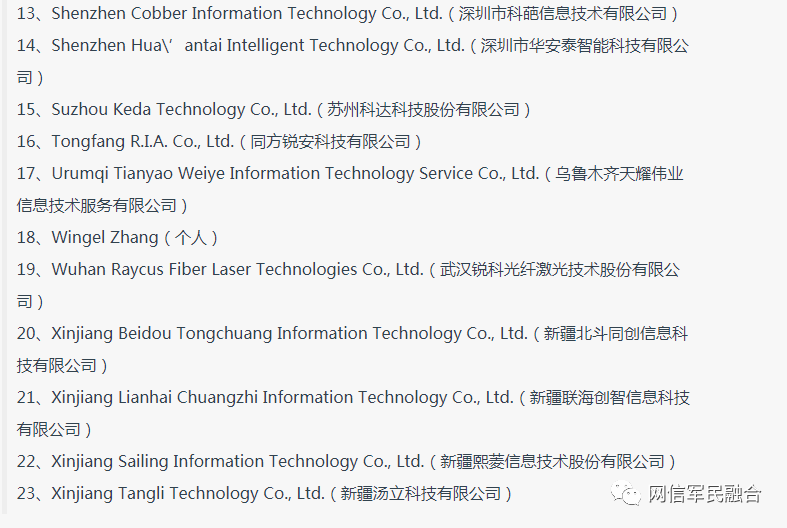 13、Shenzhen Cobber Information Technology Co., Ltd.（深圳市科葩信息技术有限公司）
14、Shenzhen Hua\’antai Intelligent Technology Co., Ltd.（深圳市华安泰智能科技有限公
司）
15、Suzhou Keda Technology Co., Ltd.（苏州科达科技股份有限公司）
16、Tongfang R.I.A. Co., Ltd.（同方锐安科技有限公司）
17、Urumqi Tianyao Weiye Information Technology Service Co., Ltd.（乌鲁木齐天耀伟业
信息技术服务有限公司）
18、Wingel Zhang（个人）
19、Wuhan Raycus Fiber Laser Technologies Co., Ltd.（武汉锐科光纤激光技术股份有限公
司）
20、Xinjiang Beidou Tongchuang Information Technology Co., Ltd.（新疆北斗同创信息科
技有限公司）
21、Xinjiang Lianhai Chuangzhi Information Technology Co., Ltd.（新疆联海创智信息科技
有限公司）
22、Xinjiang Sailing Information Technology Co., Ltd.（新疆熙菱信息技术股份有限公司）
23、Xinjiang Tangli Technology Co., Ltd.（新疆汤立科技有限公司）
网信军民融合